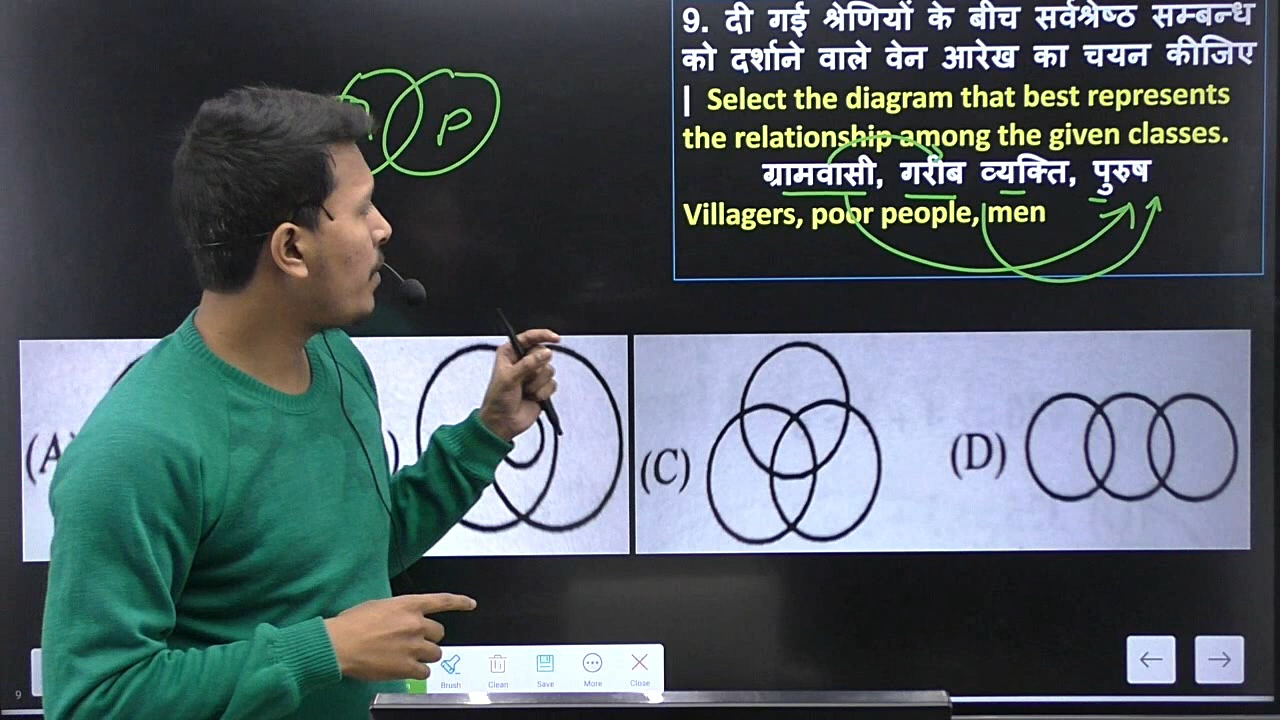 9. दी गई श्रेणियों के बीच सर्वश्रेष्ठ सम्बन्ध
को दर्शाने वाले वेन आरेख का चयन कीजिए
| Select the diagram that best represents
the relationship among the given classes.
ग्रामवासी, गरीब व्यक्ति, पुरुष
Villagers, poor people, men
P
(A)
)
(C)
(D)
Brush
Clean
Save
More
Close
9